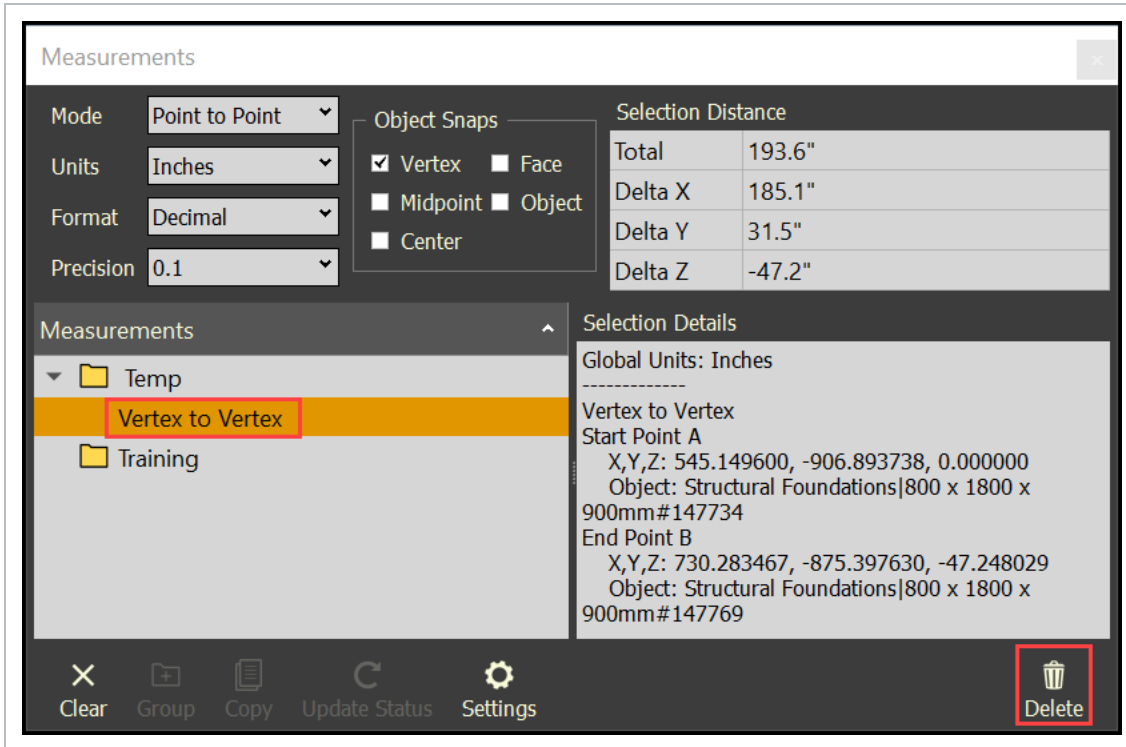 Measurements
Mode Point to Point
Units Inches
Format Decimal
Precision 0.1
Object Snaps
Vertex Face
Midpoint Object
Center
Selection Distance
Total 193.6"
Delta X 185.1"
Delta Y 31.5"
Delta Z -47.2"
Measurements
Temp
Vertex to Vertex
Training
Selection Details
Global Units: Inches
-------------
Vertex to Vertex
Start Point A
X,Y,Z: 545.149600, -906.893738, 0.000000
Object: Structural Foundations|800 x 1800 x
900mm#147734
End Point B
X,Y,Z: 730.283467, -875.397630, -47.248029
Object: Structural Foundations|800 x 1800 x
900mm#147769
Clear Group Copy Update Status Settings Delete